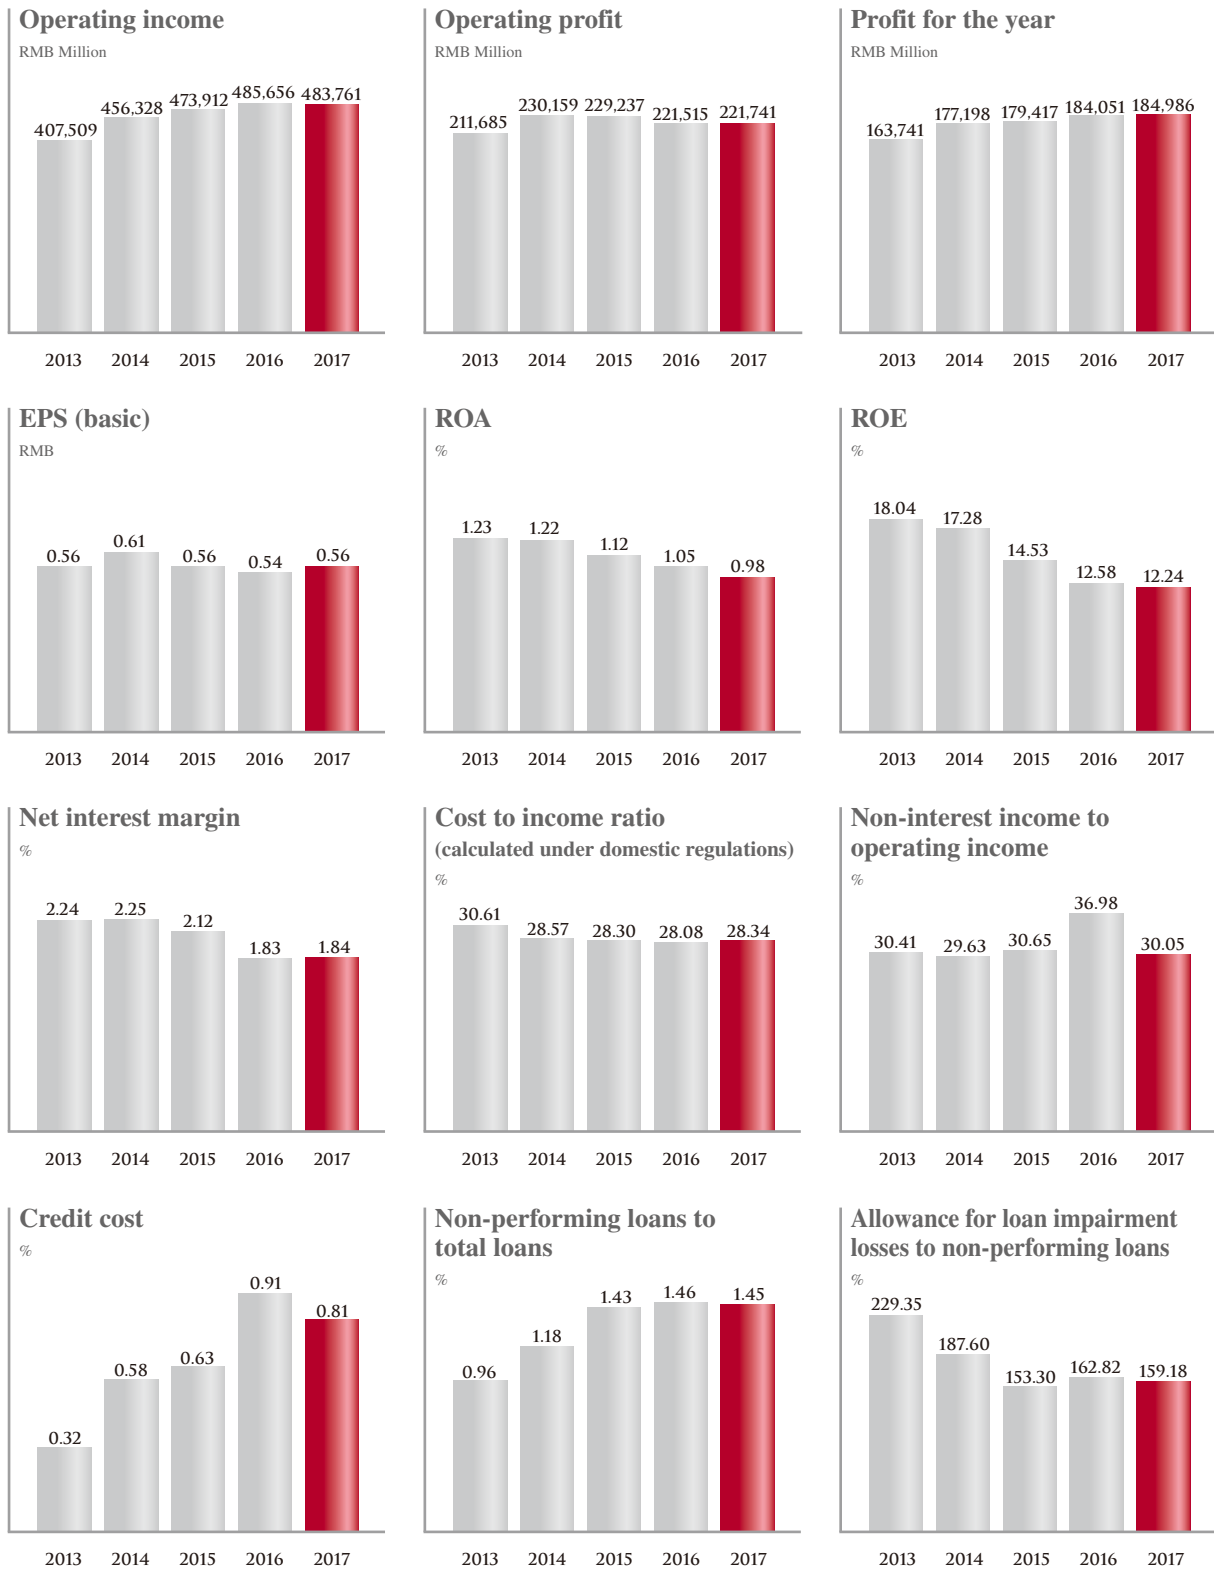 Operating income
RMB Million
407,509
456,328
473,912
485,656
483,761
2013 2014 2015 2016 2017
Operating profit
RMB Million
211,685
230,159
229,237
221,515
221,741
2013 2014 2015 2016 2017
Profit for the year
RMB Million
163,741
177,198
179,417
184,051
184,986
2013 2014 2015 2016 2017
EPS (basic)
RMB
0.56
0.61
0.56
0.54
0.56
2013 2014 2015 2016 2017
ROA
%
1.23
1.22
1.12
1.05
0.98
2013 2014 2015 2016 2017
ROE
%
18.04
17.28
14.53
12.58
12.24
2013 2014 2015 2016 2017
Net interest margin
%
2.24
2.25
2.12
1.83
1.84
2013 2014 2015 2016 2017
Cost to income ratio
(calculated under domestic regulations)
%
30.61
28.57
28.30
28.08
28.34
2013 2014 2015 2016 2017
Non-interest income to
operating income
%
30.41
29.63
30.65
36.98
30.05
2013 2014 2015 2016 2017
Credit cost
%
0.32
0.58
0.63
0.91
0.81
2013 2014 2015 2016 2017
Non-performing loans to
total loans
%
0.96
1.18
1.43
1.46
1.45
2013 2014 2015 2016 2017
Allowance for loan impairment
losses to non-performing loans
%
229.35
187.60
153.30
162.82
159.18
2013 2014 2015 2016 2017